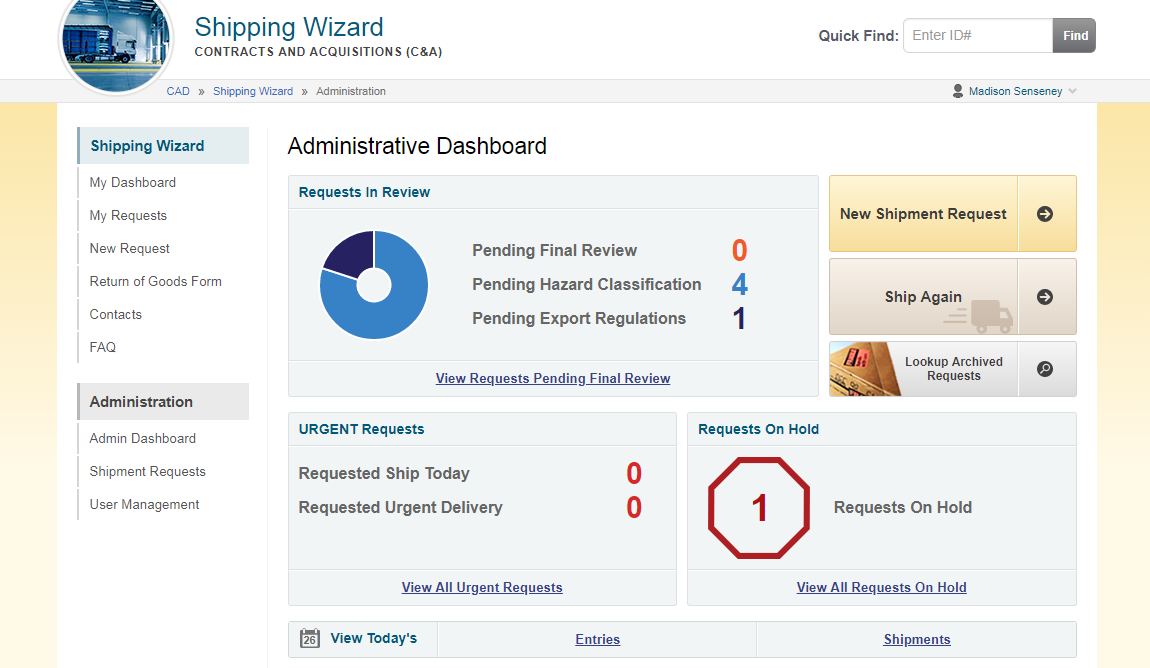 Shipping Wizard
CONTRACTS AND ACQUISITIONS (C&A)
Quick Find: Enter ID# Find
CAD » Shipping Wizard » Administration
Madison Senseney
Shipping Wizard
My Dashboard
My Requests
New Request
Return of Goods Form
Contacts
FAQ
Administration
Admin Dashboard
Shipment Requests
User Management
Administrative Dashboard
Requests In Review
Pending Final Review 0
Pending Hazard Classification 4
Pending Export Regulations 1
View Requests Pending Final Review
New Shipment Request
Ship Again
Lookup Archived
Requests
URGENT Requests
Requested Ship Today 0
Requested Urgent Delivery 0
View All Urgent Requests
Requests On Hold
1 Requests On Hold
View All Requests On Hold
26 View Today's Entries Shipments